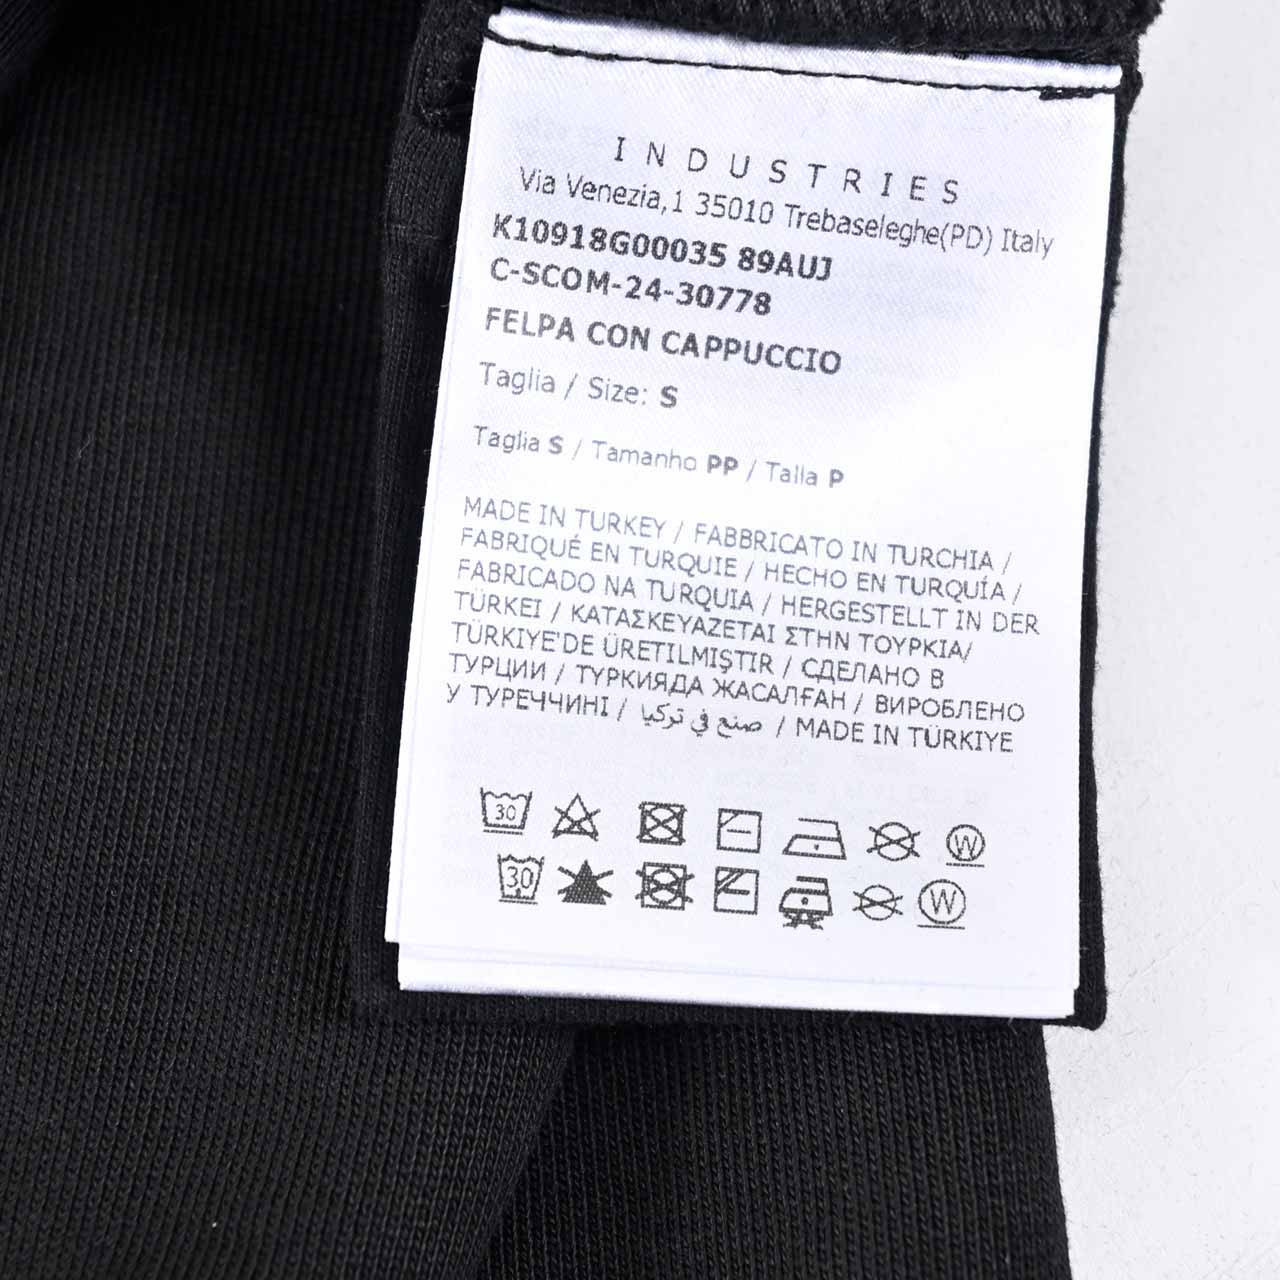 INDUSTRIES
Via Venezia,1 35010 Trebaseleghe(PD) Italy
K10918G00035 89AUJ
C-SCOM-24-30778
FELPA CON CAPPUCCIO
Taglia / Size: S
Taglia S / Tamanho PP / Talla P
MADE IN TURKEY / FABBRICATO IN TURCHIA /
FABRIQUÉ EN TURQUIE / HECHO EN TURQUÍA /
FABRICADO NA TURQUIA / HERGESTELLT IN DER
TÜRKEI / ΚΑΤΑΣΚΕΥΑΖΕΤΑΙ ΣΤΗΝ ΤΟΥΡΚΙΑ/
TÜRKIYE'DE ÜRETILMIŞTIR / СДЕЛАНО В
ТУРЦИИ / ТҮРКИЯДА ЖАСАЛҒАН / ВИРОБЛЕНО
У ТУРЕЧЧИНІ / صنع في تركيا / MADE IN TÜRKIYE
30 W
30 W